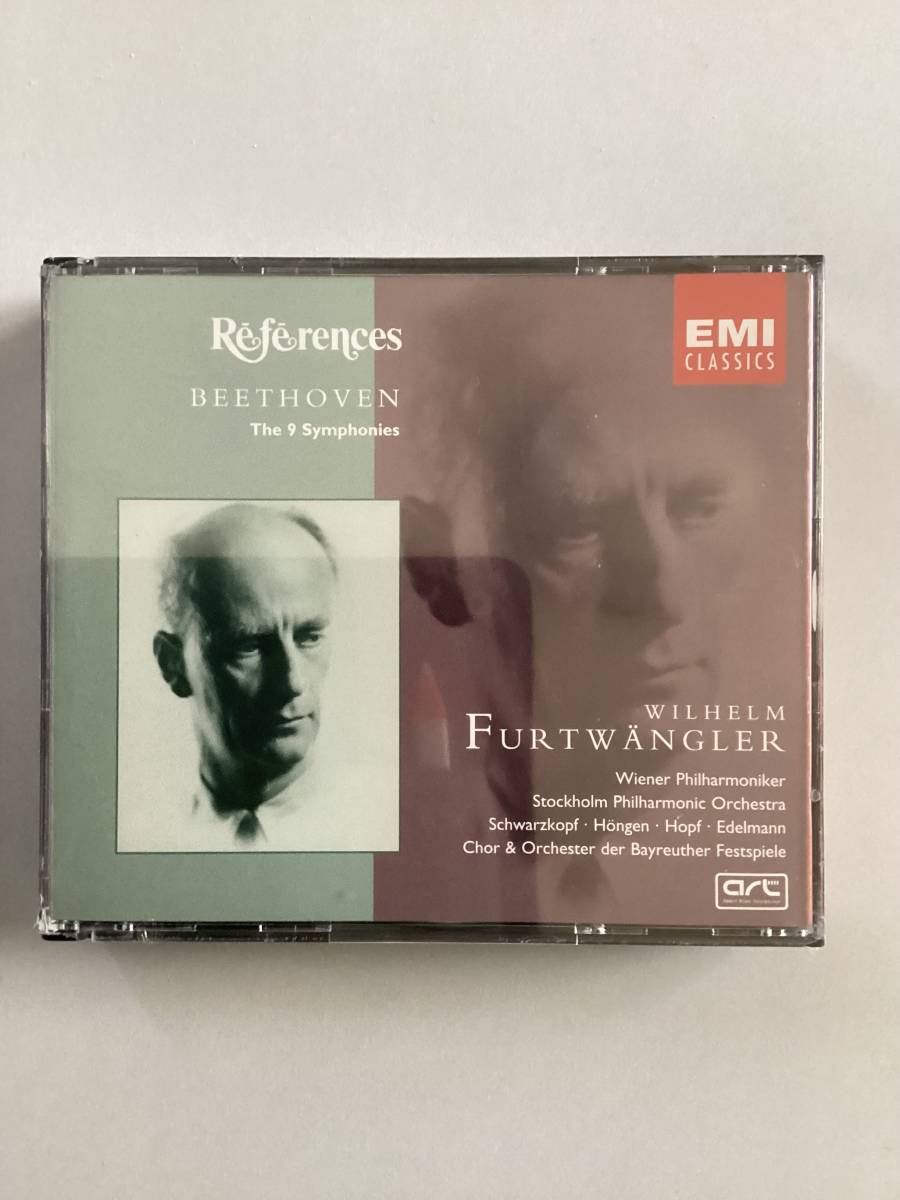 Références
BEETHOVEN
The 9 Symphonies
EMI
CLASSICS
WILHELM
FURTWÄNGLER
Wiener Philharmoniker
Stockholm Philharmonic Orchestra
Schwarzkopf · Höngen · Hopf · Edelmann
Chor & Orchester der Bayreuther Festspiele
art